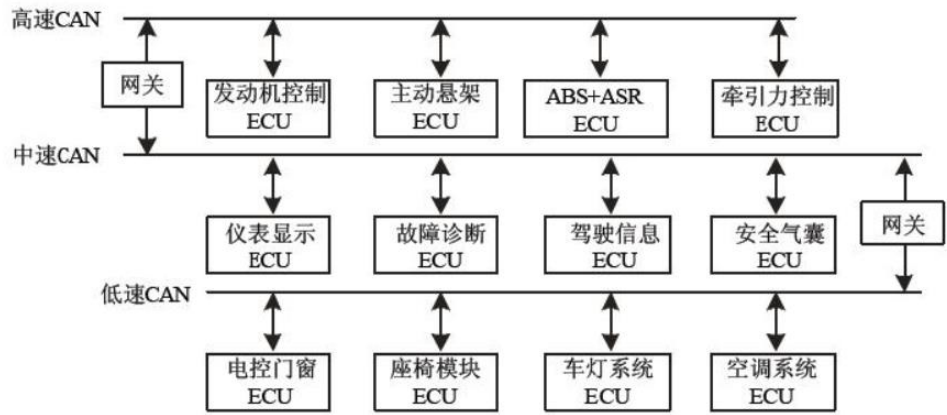 高速CAN
网关
发动机控制
ECU
主动悬架
ECU
ABS+ASR
ECU
牵引力控制
ECU
中速CAN
仪表显示
ECU
故障诊断
ECU
驾驶信息
ECU
安全气囊
ECU
网关
低速CAN
电控门窗
ECU
座椅模块
ECU
车灯系统
ECU
空调系统
ECU